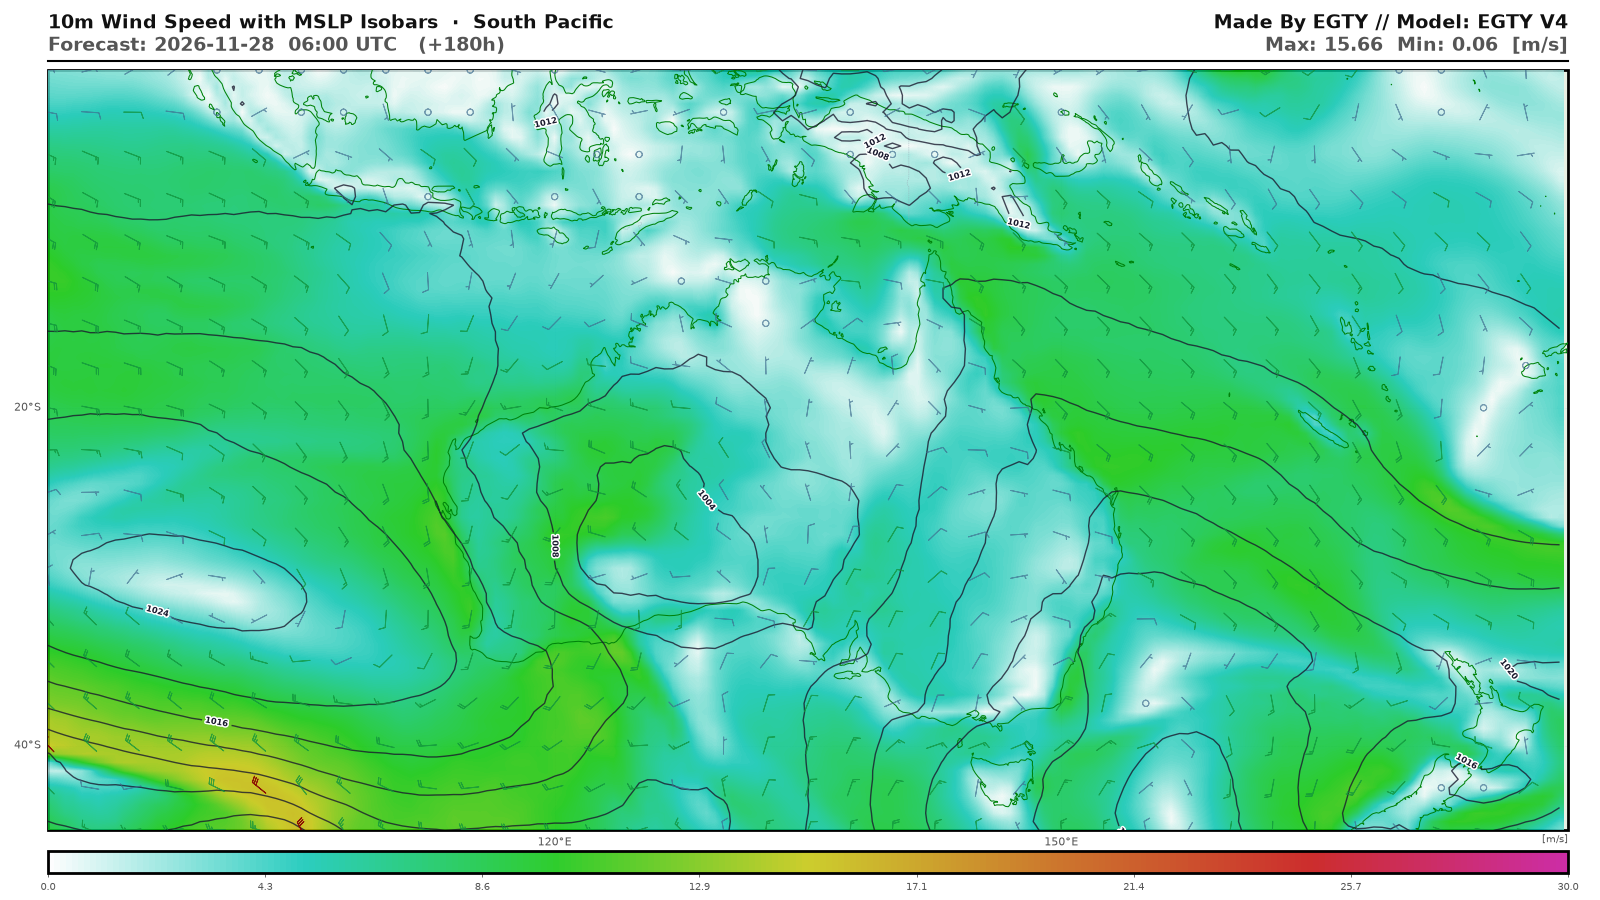 10m Wind Speed with MSLP Isobars · South Pacific
Made By EGTY // Model: EGTY V4
Forecast: 2026-11-28 06:00 UTC (+180h)
Max: 15.66 Min: 0.06 [m/s]
1012
1012
1008
1012
1012
20°S
1004
1008
1024
1020
1016
40°S
1016
120°E
150°E
[m/s]
0.0
4.3
8.6
12.9
17.1
21.4
25.7
30.0